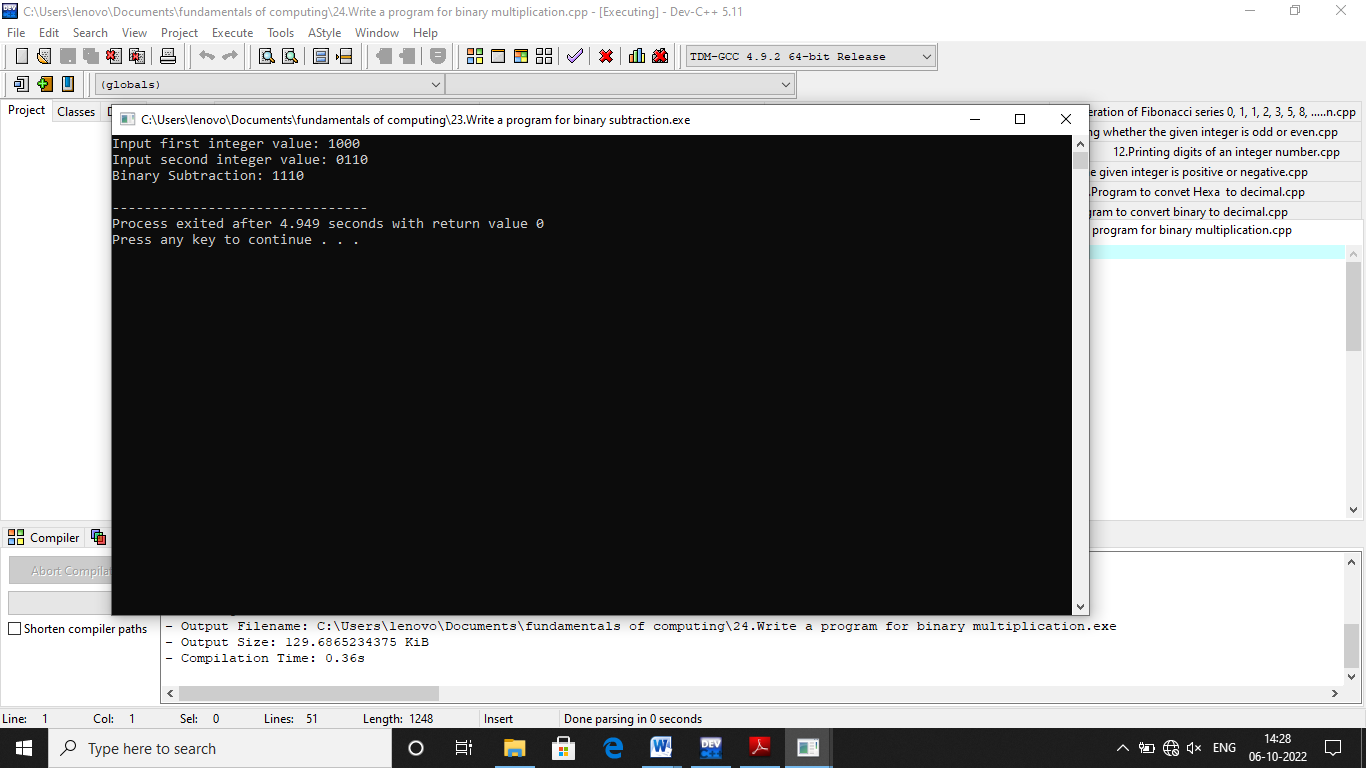 C:\Users\lenovo\Documents\fundamentals of computing\24.Write a program for binary multiplication.cpp - [Executing] - Dev-C++ 5.11
File Edit Search View Project Execute Tools AStyle Window Help
TDM-GCC 4.9.2 64-bit Release
(globals)
Project Classes
C:\Users\lenovo\Documents\fundamentals of computing\23.Write a program for binary subtraction.exe
Input first integer value: 1000
Input second integer value: 0110
Binary Subtraction: 1110
--------------------------------
Process exited after 4.949 seconds with return value 0
Press any key to continue . . .
eration of Fibonacci series 0, 1, 1, 2, 3, 5, 8, .....n.cpp
ng whether the given integer is odd or even.cpp
12.Printing digits of an integer number.cpp
e given integer is positive or negative.cpp
.Program to convet Hexa to decimal.cpp
gram to convert binary to decimal.cpp
program for binary multiplication.cpp
Compiler
Abort Compilat
Shorten compiler paths
- Output Filename: C:\Users\lenovo\Documents\fundamentals of computing\24.Write a program for binary multiplication.exe
- Output Size: 129.6865234375 KiB
- Compilation Time: 0.36s
Line: 1 Col: 1 Sel: 0 Lines: 51 Length: 1248 Insert Done parsing in 0 seconds
Type here to search
ENG
14:28
06-10-2022